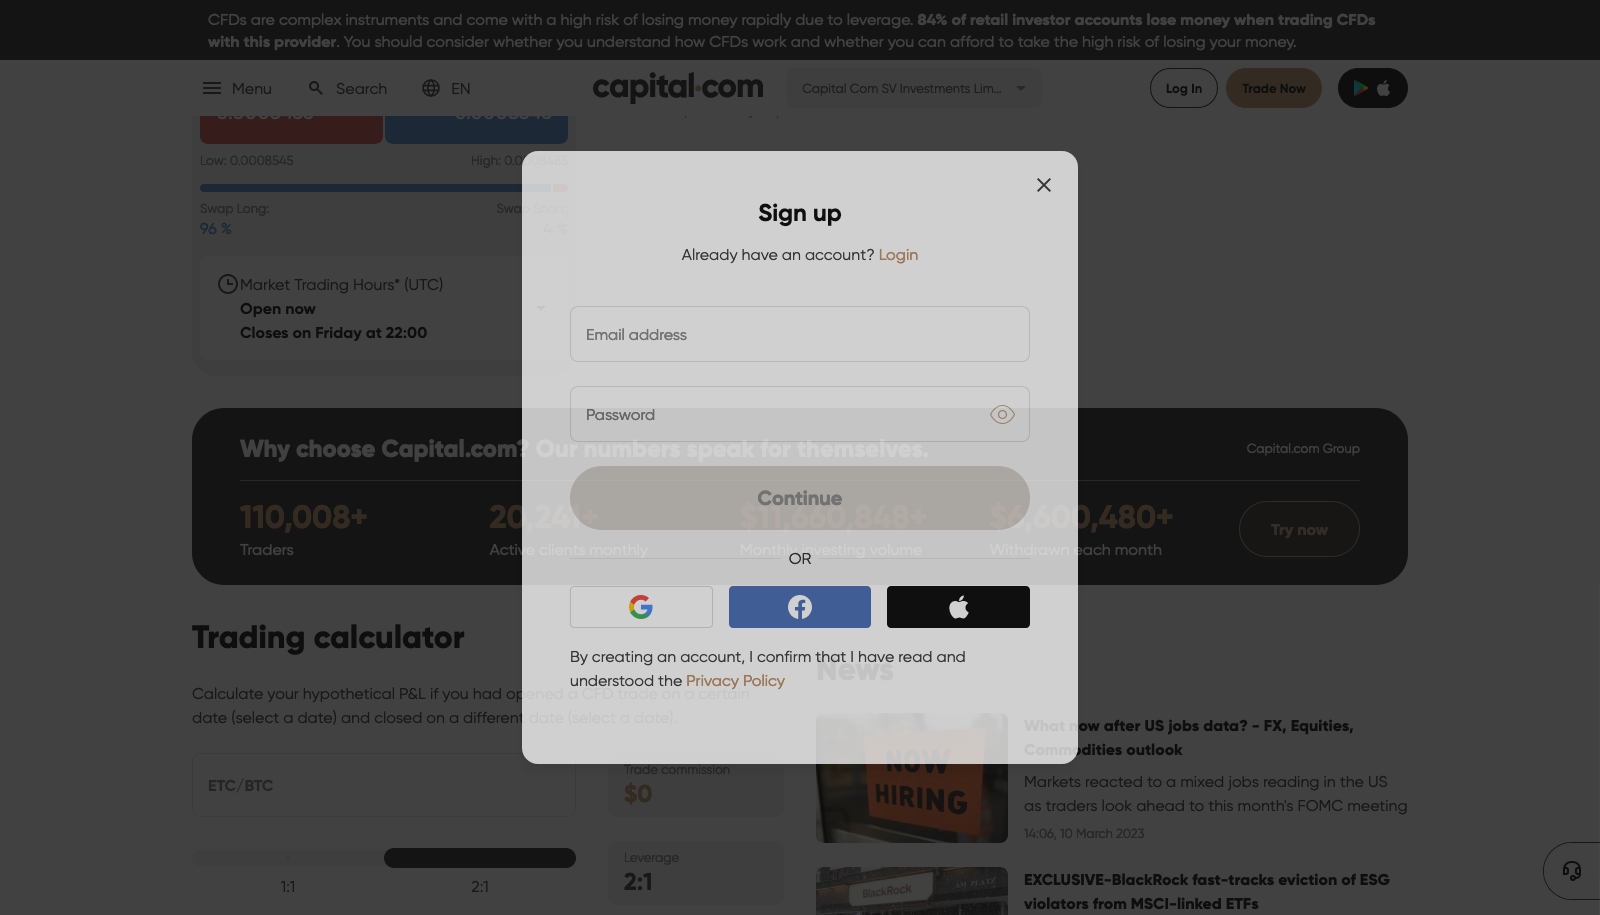 CFDs are complex instruments and come with a high risk of losing money rapidly due to leverage. 84% of retail investor accounts lose money when trading CFDs
with this provider. You should consider whether you understand how CFDs work and whether you can afford to take the high risk of losing your money.
Menu
Search
EN
capital.com
Capital Com SV Investments Lim...
Log In
Trade Now
Low: 0.0008545
High:
Swap Long:
Swap Short:
96 %
4 %
Market Trading Hours* (UTC)
Open now
Closes on Friday at 22:00
Sign up
Already have an account? Login
Email address
Password
Continue
OR
By creating an account, I confirm that I have read and
understood the Privacy Policy
Why choose Capital.com? Our numbers speak for themselves.
Capital.com Group
110,008+
Traders
Active clients monthly
Monthly investing volume
Withdrawn each month
Try now
Trading calculator
Calculate your hypothetical P&L if you had opened a CFD trade on a certain
date (select a date) and closed on a different date (select a date).
ETC/BTC
1:1
2:1
Trade commission
$0
Leverage
2:1
News
NOW
HIRING
What now after US jobs data? - FX, Equities,
Commodities outlook
Markets reacted to a mixed jobs reading in the US
as traders look ahead to this month's FOMC meeting
14:06, 10 March 2023
BlackRock
EXCLUSIVE-BlackRock fast-tracks eviction of ESG
violators from MSCI-linked ETFs